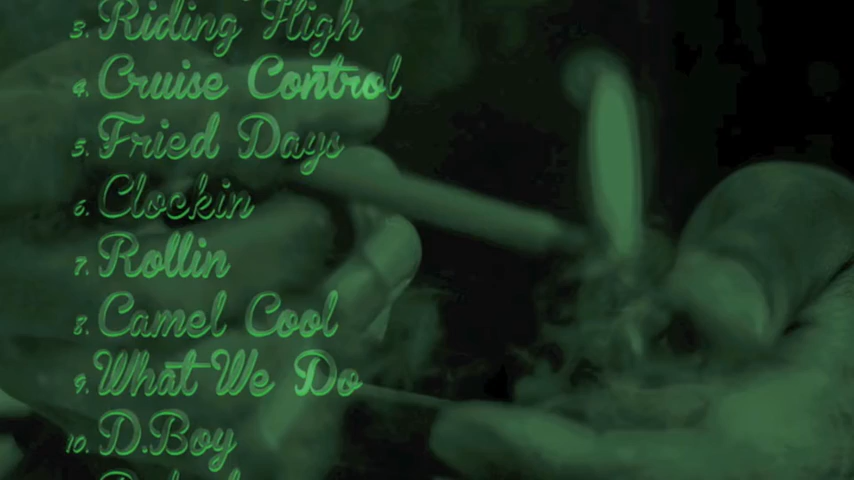 3. Riding High
4. Cruise Control
5. Fried Days
6. Clockin
7. Rollin
8. Camel Cool
9. What We Do
10. D.Boy